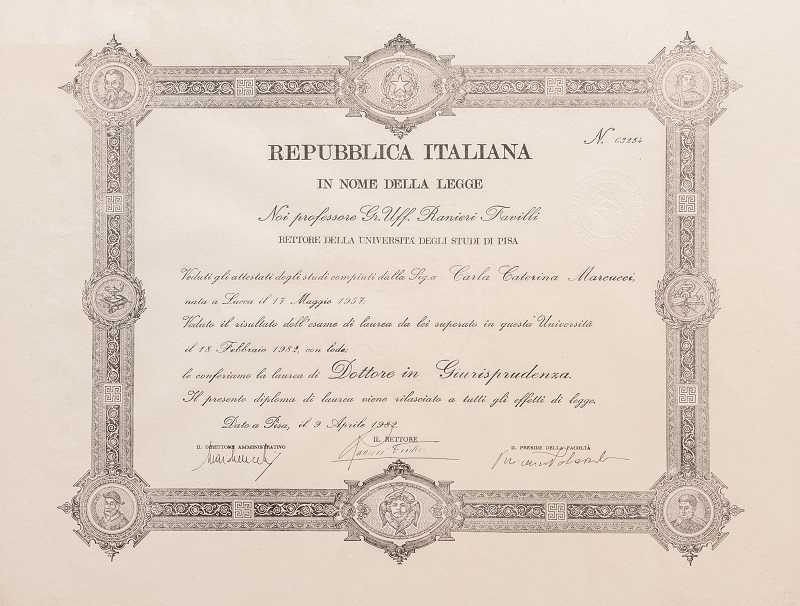 N. 63254
REPUBBLICA ITALIANA
IN NOME DELLA LEGGE
Noi professore Gr. Uff. Ranieri Favilli
RETTORE DELLA UNIVERSITÀ DEGLI STUDI DI PISA
Veduti gli attestati degli studi compiuti dalla Sig.a Carla Caterina Marcucci,
nata a Lucca il 17 Maggio 1957;
Veduto il risultato dell'esame di laurea da lei superato in questa Università
il 18 Febbraio 1982, con lode;
le conferiamo la laurea di Dottore in Giurisprudenza.
Il presente diploma di laurea viene rilasciato a tutti gli effetti di legge.
Dato a Pisa, il 9 Aprile 1982
IL DIRETTORE AMMINISTRATIVO
IL RETTORE
IL PRESIDE DELLA FACOLTÀ